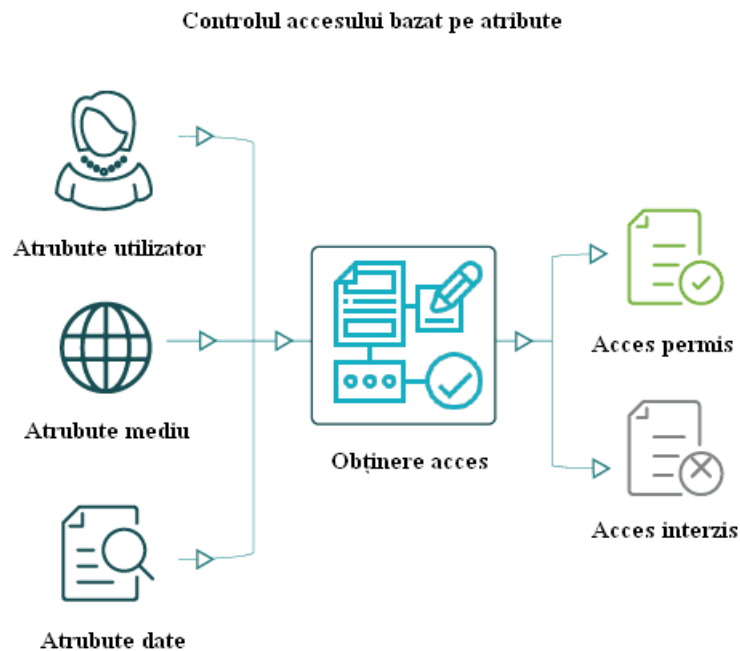 Controlul accesului bazat pe atribute
Atrubute utilizator
Atrubute mediu
Atrubute date
Obținere acces
Acces permis
Acces interzis